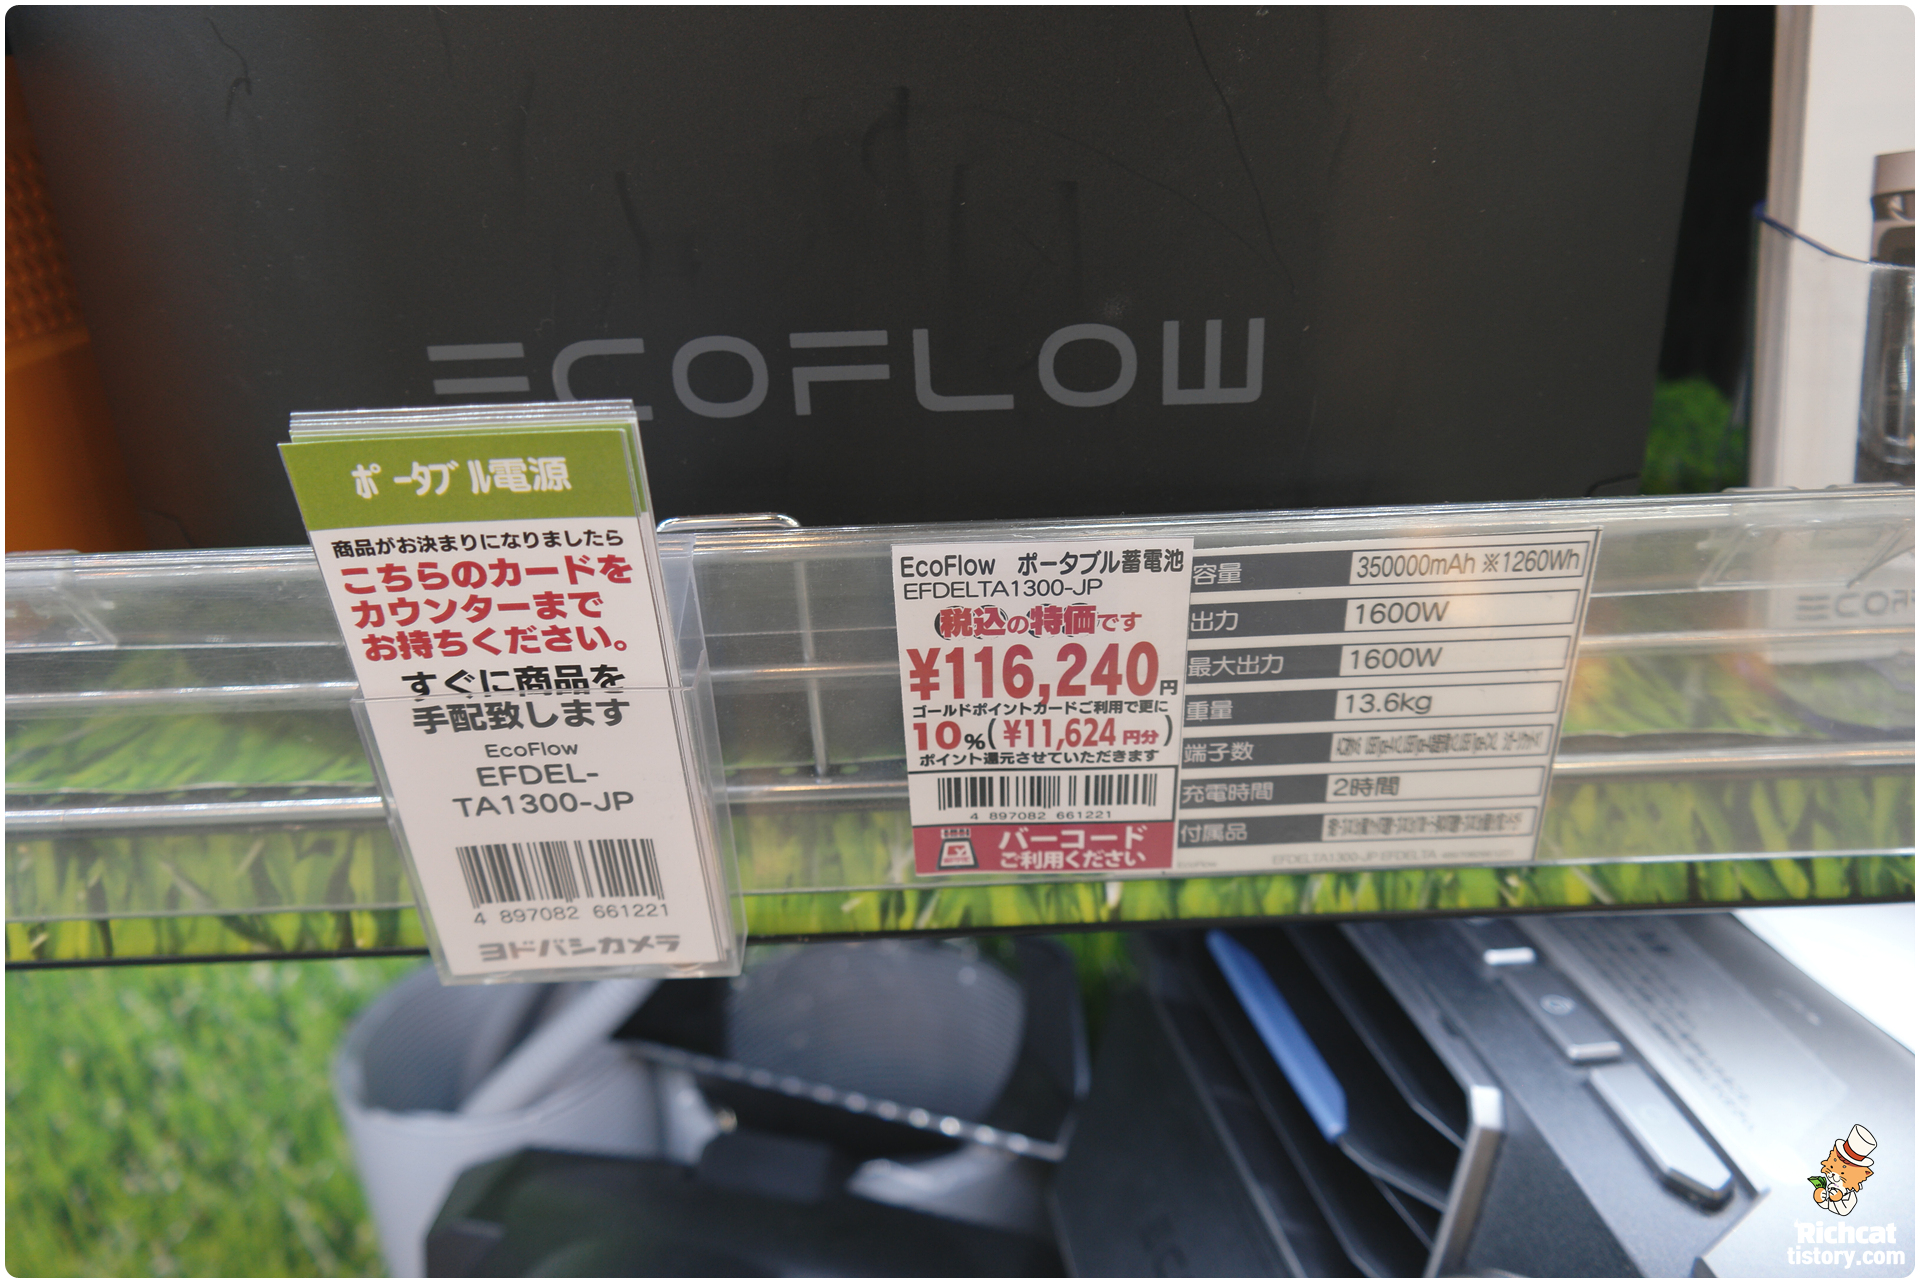 ECOFLOW
ポータブル電源
商品がお決まりになりましたら
こちらのカードを
カウンターまで
お持ちください。
すぐに商品を
手配致します
EcoFlow
EFDEL-
TA1300-JP
4 897082 661221
ヨドバシカメラ
EcoFlow ポータブル蓄電池
EFDELTA1300-JP
税込の特価です
¥116,240円
ゴールドポイントカードご利用で更に
10%(¥11,624円分)
ポイント還元させていただきます
4 897082 661221
バーコード
ご利用ください
容量 350000mAh ※1260Wh
出力 1600W
最大出力 1600W
重量 13.6kg
端子数
充電時間 2時間
付属品
EcoFlow EFDELTA1300-JP EFDELTA
Richcat
tistory.com